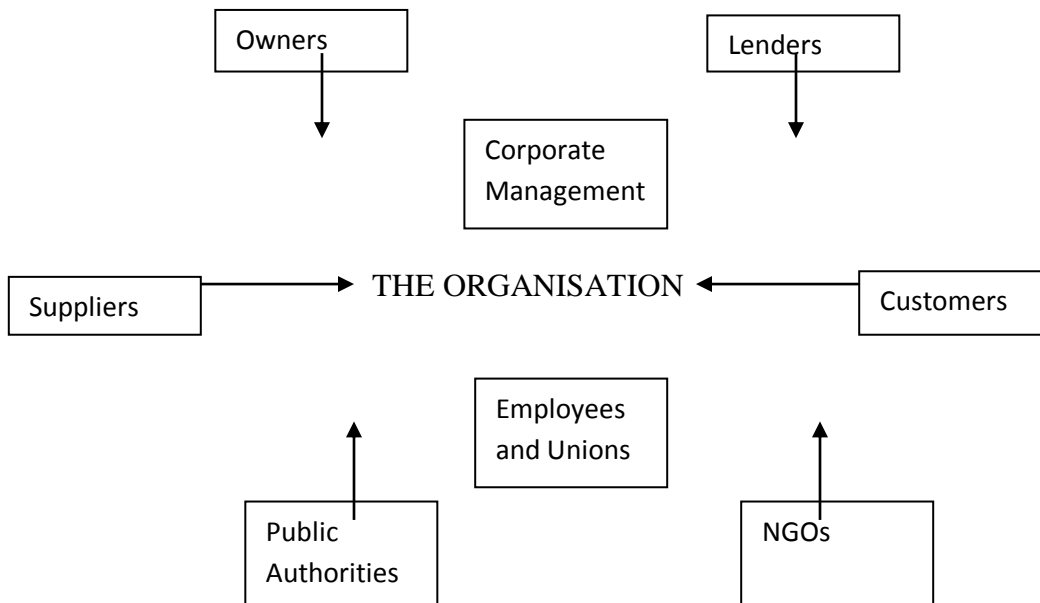 Owners
Lenders
Corporate
Management
Suppliers
THE ORGANISATION
Customers
Employees
and Unions
Public
Authorities
NGOs